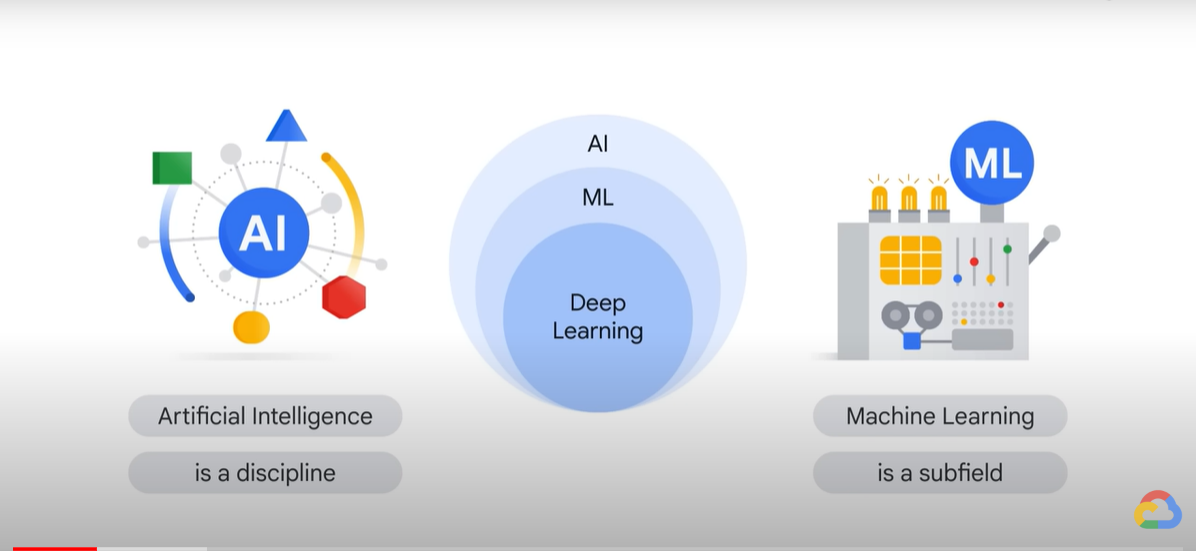 AI
Artificial Intelligence
is a discipline
AI
ML
Deep
Learning
ML
Machine Learning
is a subfield